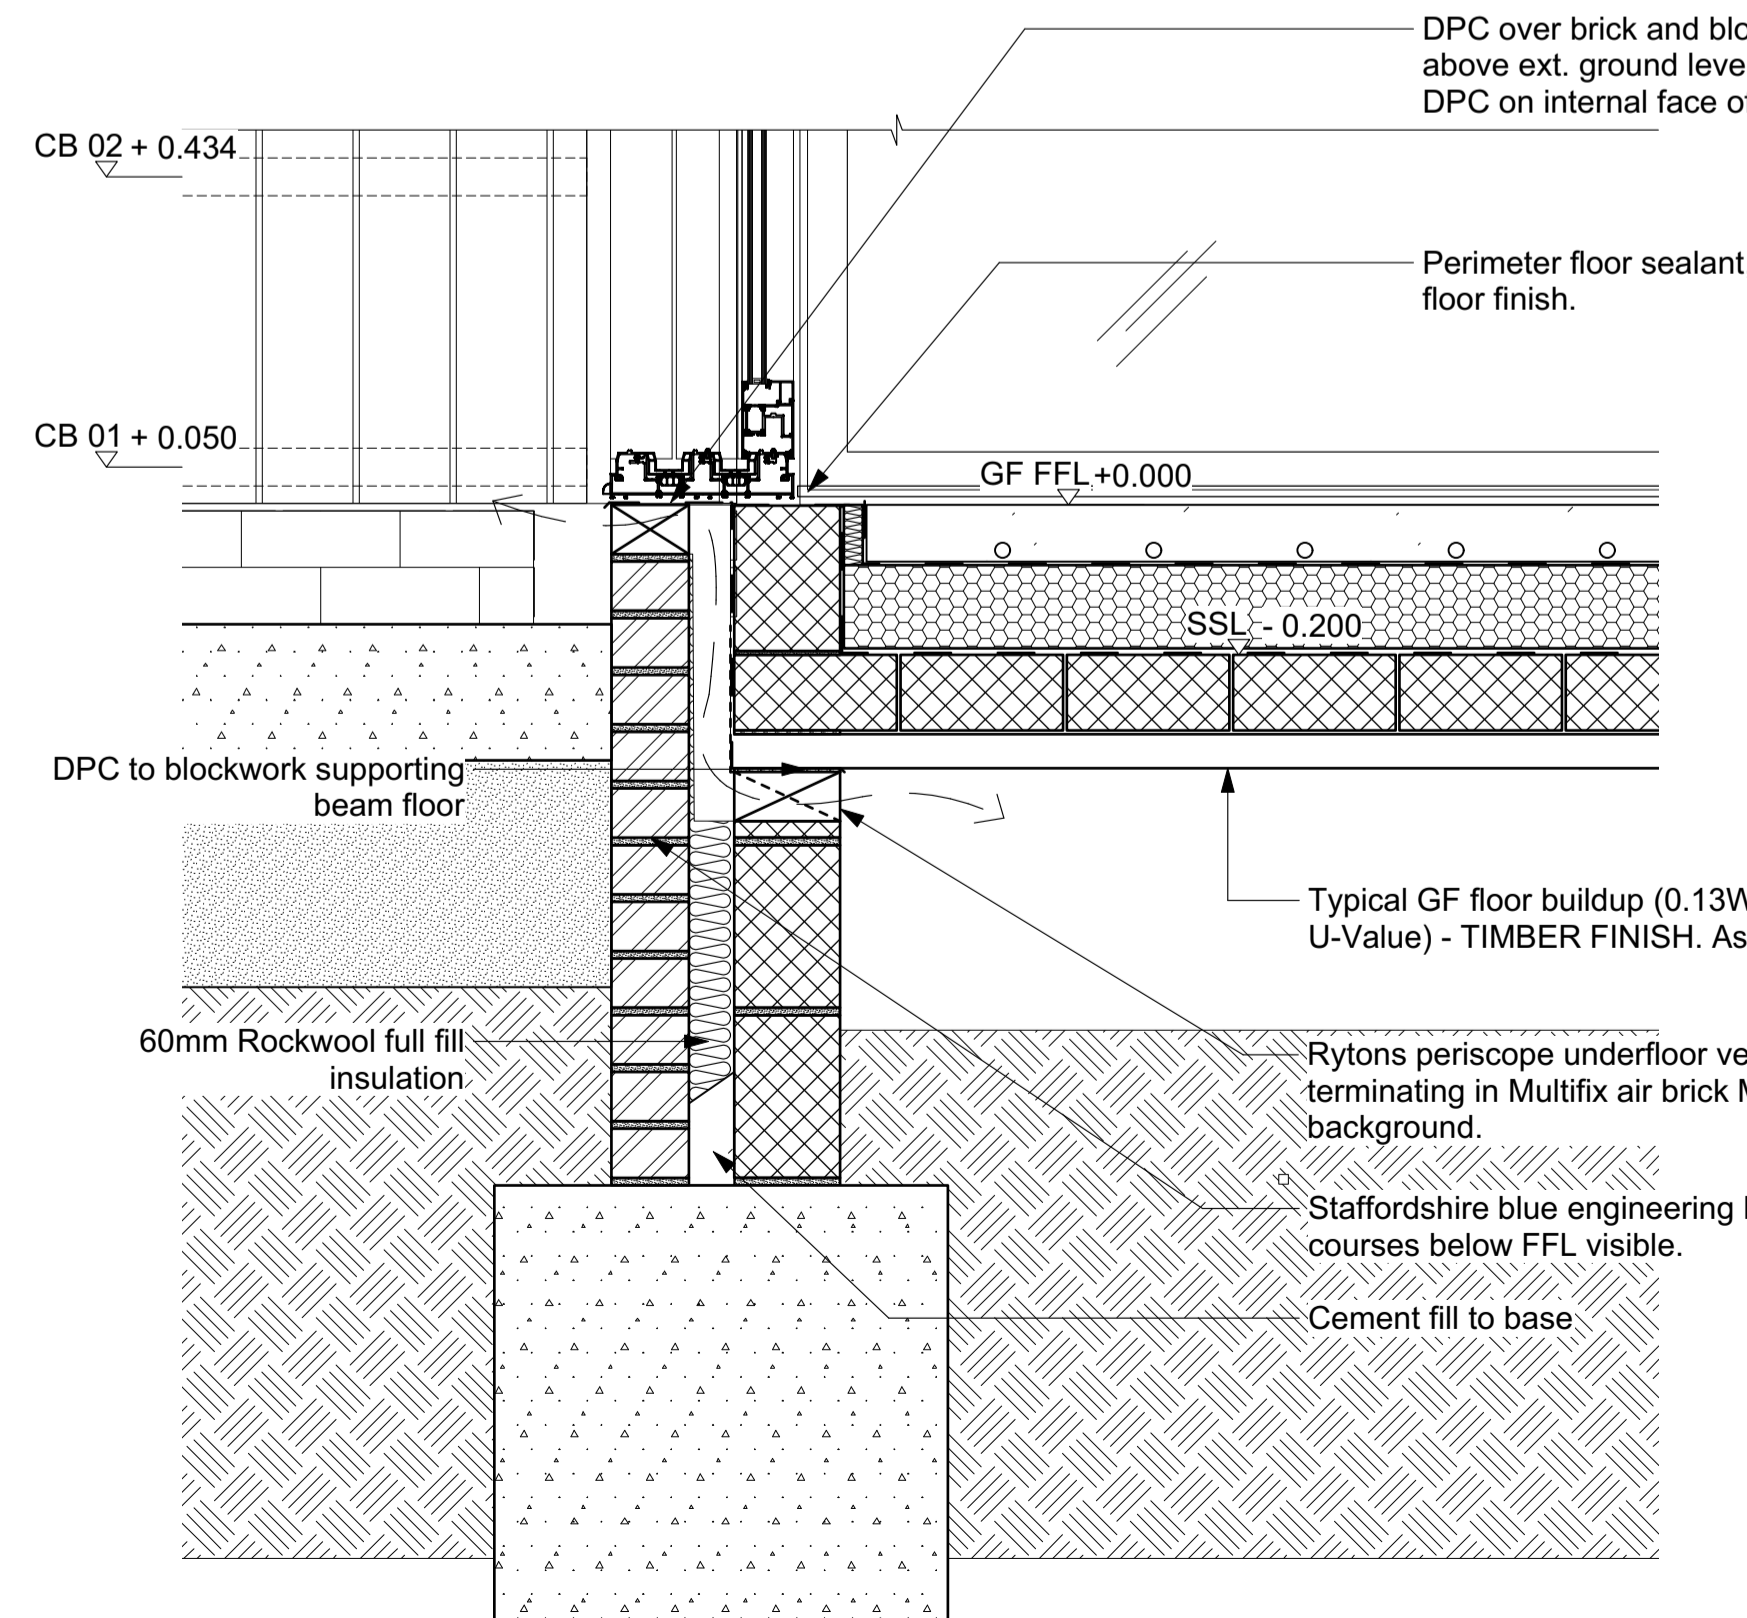 DPC over brick and blo
above ext. ground leve
DPC on internal face of
CB 02 + 0.434
Perimeter floor sealant
floor finish.
CB 01 + 0.050
GF FFL +0.000
SSL - 0.200
DPC to blockwork supporting
beam floor
Typical GF floor buildup (0.13W
U-Value) - TIMBER FINISH. As
60mm Rockwool full fill
insulation
Rytons periscope underfloor ve
terminating in Multifix air brick M
background.
Staffordshire blue engineering
courses below FFL visible.
Cement fill to base